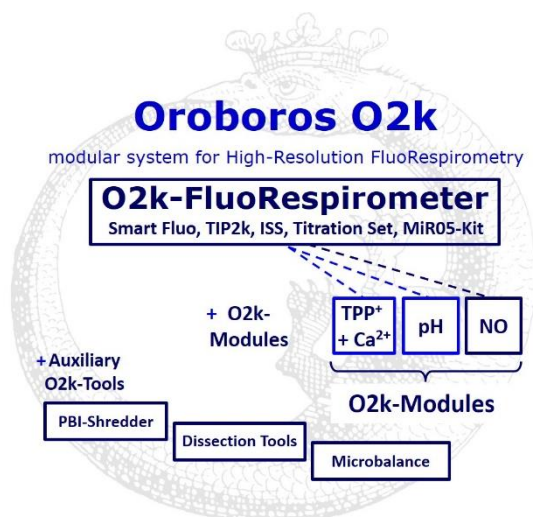 Oroboros O2k
modular system for High-Resolution FluoRespirometry
O2k-FluoRespirometer
Smart Fluo, TIP2k, ISS, Titration Set, MiR05-Kit
+ O2k-
Modules
TPP⁺
+ Ca²⁺
pH
NO
O2k-Modules
+Auxiliary
O2k-Tools
PBI-Shredder
Dissection Tools
Microbalance